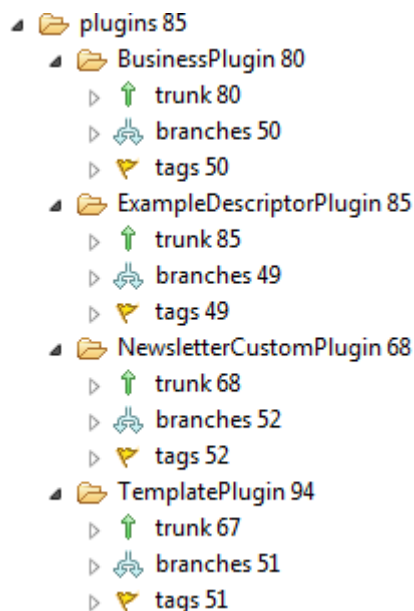 plugins 85
BusinessPlugin 80
trunk 80
branches 50
tags 50
ExampleDescriptorPlugin 85
trunk 85
branches 49
tags 49
NewsletterCustomPlugin 68
trunk 68
branches 52
tags 52
TemplatePlugin 94
trunk 67
branches 51
tags 51